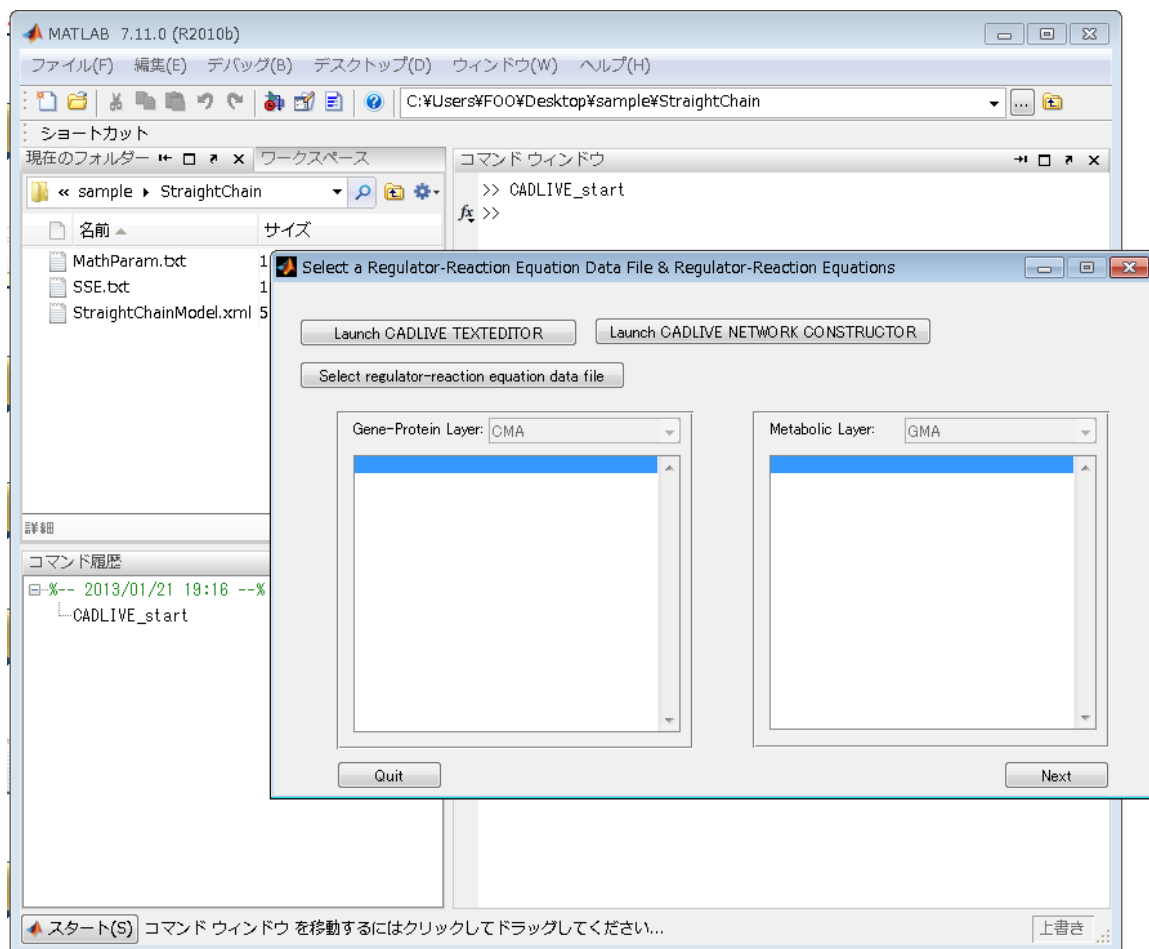 MATLAB 7.11.0 (R2010b)
ファイル(F) 編集(E) デバッグ(B) デスクトップ(D) ウィンドウ(W) ヘルプ(H)
C:¥Users¥FOO¥Desktop¥sample¥StraightChain
ショートカット
現在のフォルダー ワークスペース
« sample ▸ StraightChain
名前 サイズ
MathParam.txt 1
SSE.txt 1
StraightChainModel.xml 5
詳細
コマンド履歴
%-- 2013/01/21 19:16 --%
CADLIVE_start
コマンド ウィンドウ
>> CADLIVE_start
fx >>
Select a Regulator-Reaction Equation Data File & Regulator-Reaction Equations
Launch CADLIVE TEXTEDITOR Launch CADLIVE NETWORK CONSTRUCTOR
Select regulator-reaction equation data file
Gene-Protein Layer: CMA Metabolic Layer: GMA
Quit Next
スタート(S) コマンド ウィンドウ を移動するにはクリックしてドラッグしてください... 上書き